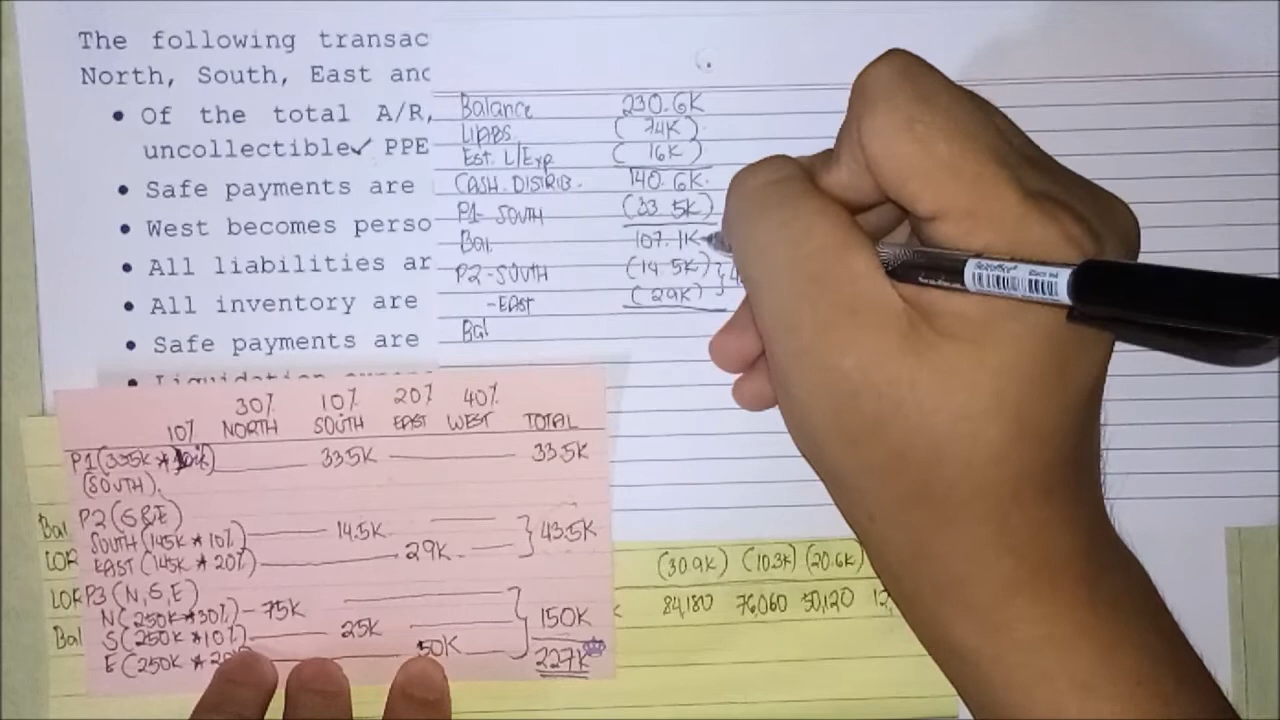 The following transac
North, South, East and
• Of the total A/R,
uncollectible✓ PPE
• Safe payments are
• West becomes perso
• All liabilities ar
• All inventory are
• Safe payments are
• Liquidation
Balance 230.6K
(74K)
Est. L/Exp (16K)
CASH DISTRIB. 140.6K
P1- SOUTH (33.5K)
Bal 107.1K
P2-SOUTH (14.5K)
-EAST (29K)
Bal
30% 10% 20% 40%
10% NORTH SOUTH EAST WEST TOTAL
P1(335K * 33.5K 33.5K
(SOUTH).
P2(S&E)
SOUTH(145K*10%) 14.5K 43.5K
EAST(145K*20%) 29K
P3(N,S,E)
N(250K*30%) - 75K 150K
S(250K*10%) 25K
E(250K*20 50K 227K
Bal
LOR (30.9K) (10.3K) (20.6K)
LOR 84,180 76,060 50,120 12,
Bal